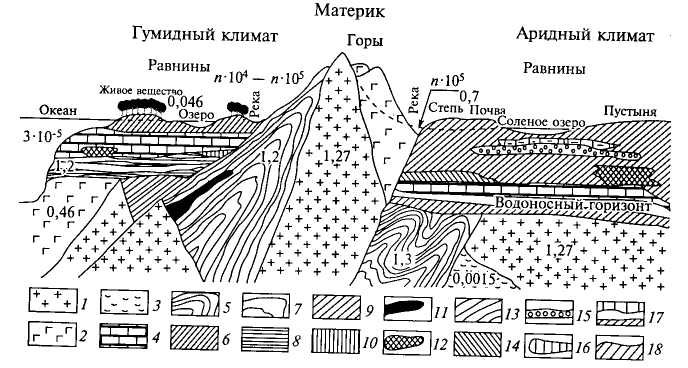 Материк
Гумидный климат
Горы
Аридный климат
Равнины
n·10⁴ — n·10⁵
Равнины
n·10⁵
Живое вещество
0,046
Река
Река
0,7
Океан
Озеро
Степь
Почва
Соленое озеро
Пустыня
3·10⁻⁵
1,2
1,2
1,27
0,46
Водоносный горизонт
1,3
1,27
0,0015
1
3
5
7
9
11
13
15
17
2
4
6
8
10
12
14
16
18